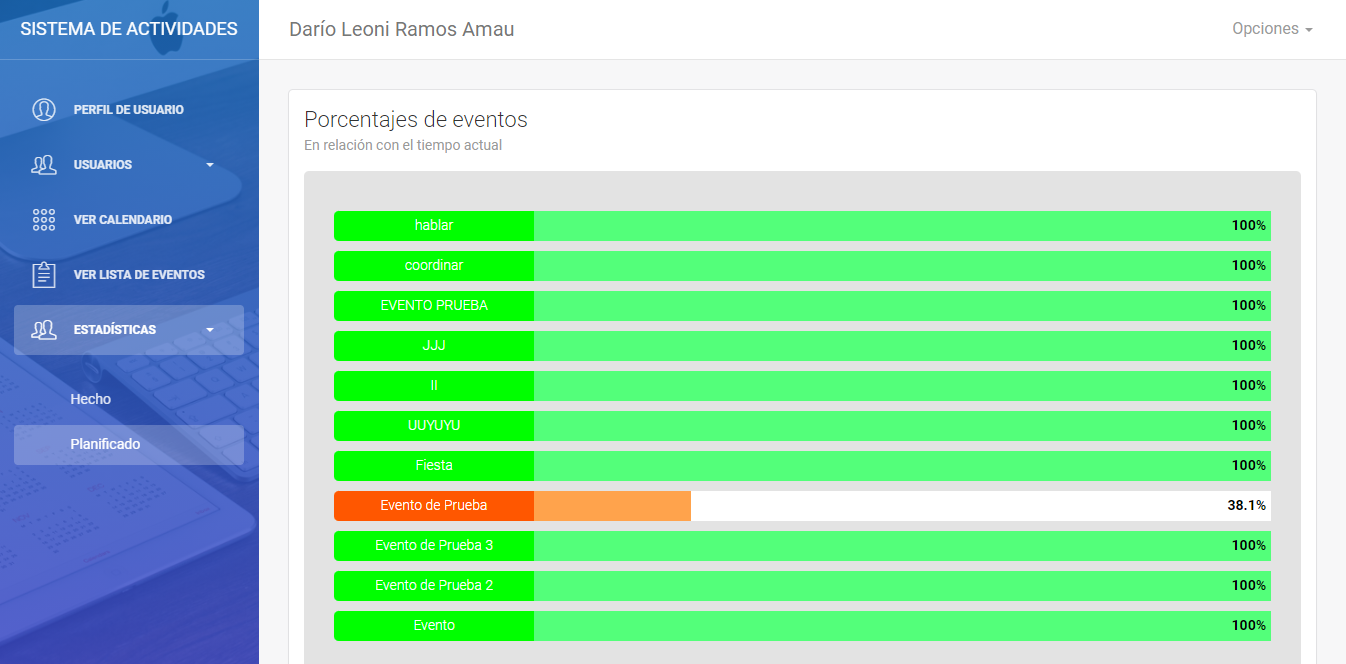 SISTEMA DE ACTIVIDADES
Darío Leoni Ramos Amau
Opciones
PERFIL DE USUARIO
USUARIOS
VER CALENDARIO
VER LISTA DE EVENTOS
ESTADÍSTICAS
Hecho
Planificado
Porcentajes de eventos
En relación con el tiempo actual
hablar 100%
coordinar 100%
EVENTO PRUEBA 100%
JJJ 100%
II 100%
UUYUYU 100%
Fiesta 100%
Evento de Prueba 38.1%
Evento de Prueba 3 100%
Evento de Prueba 2 100%
Evento 100%